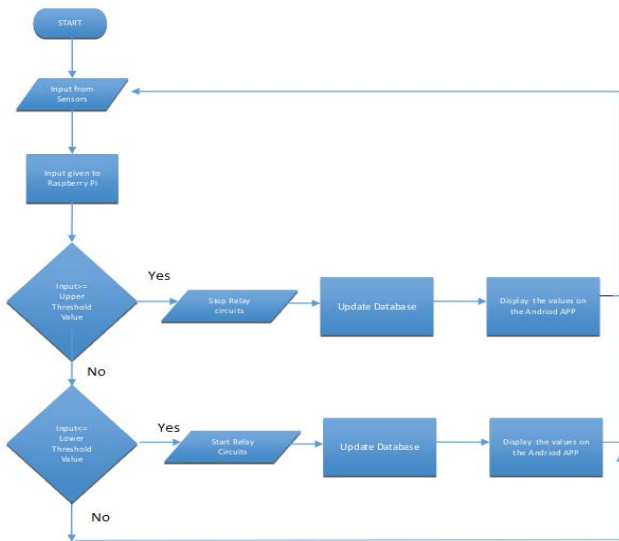 START
Input from
Sensors
Input given to
Raspberry Pi
Input>=
Upper
Threshold
Value
Yes
Stop Relay
circuits
Update Database
Display the values on
the Andriod APP
No
Input<=
Lower
Threshold
Value
Yes
Start Relay
Circuits
Update Database
Display the values on
the Andriod APP
No